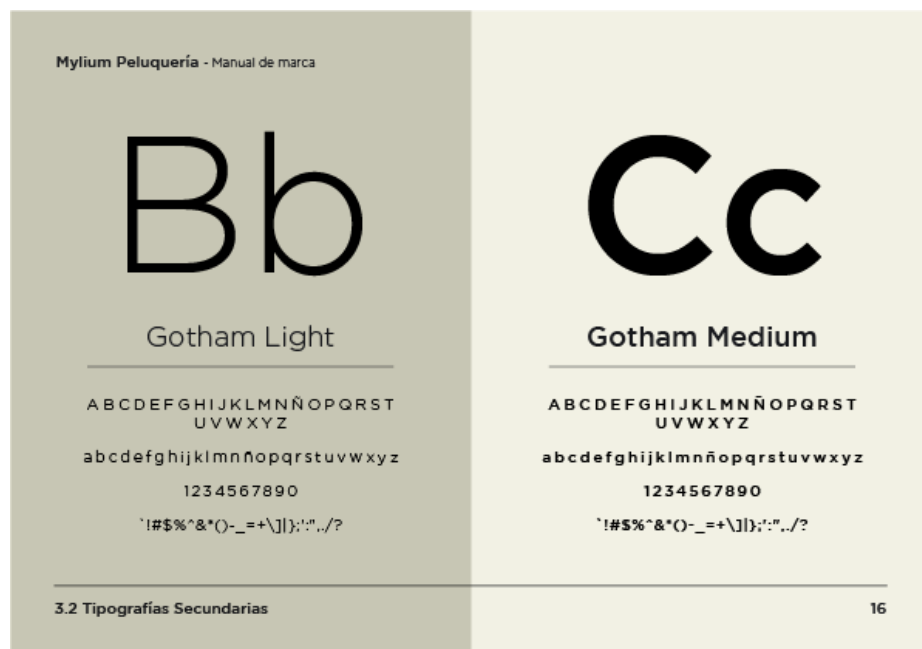 Mylium Peluquería - Manual de marca
Bb
Gotham Light
ABCDEFGHIJKLMNÑOPQRST
UVWXYZ
abcdefghijklmnñopqrstuvwxyz
1234567890
`!#$%^&*()-_=+\]|};':",./?
Cc
Gotham Medium
ABCDEFGHIJKLMNÑOPQRST
UVWXYZ
abcdefghijklmnñopqrstuvwxyz
1234567890
`!#$%^&*()-_=+\]|};':",./?
3.2 Tipografías Secundarias
16